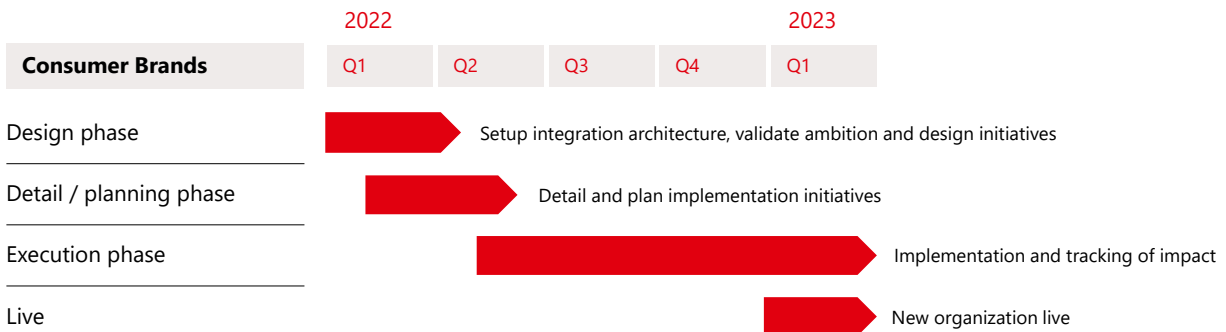 2022 2023
Consumer Brands Q1 Q2 Q3 Q4 Q1
Design phase Setup integration architecture, validate ambition and design initiatives
Detail / planning phase Detail and plan implementation initiatives
Execution phase Implementation and tracking of impact
Live New organization live